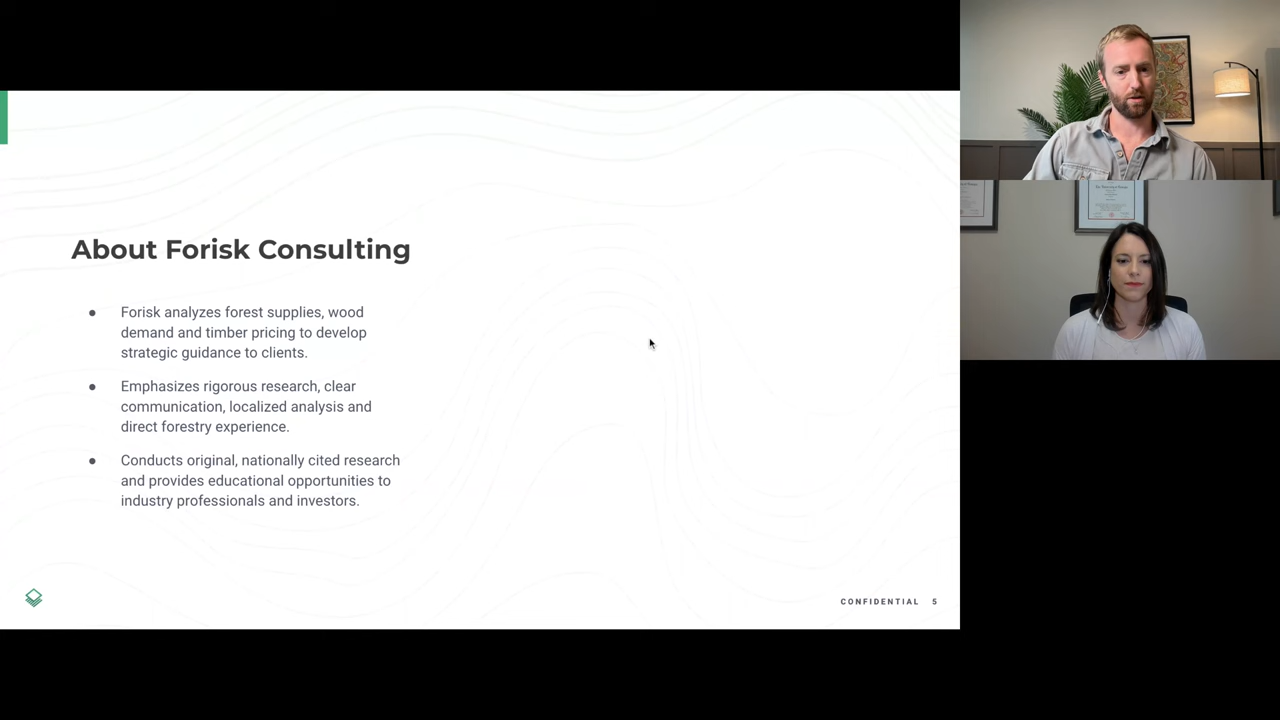 About Forisk Consulting
● Forisk analyzes forest supplies, wood
demand and timber pricing to develop
strategic guidance to clients.
● Emphasizes rigorous research, clear
communication, localized analysis and
direct forestry experience.
● Conducts original, nationally cited research
and provides educational opportunities to
industry professionals and investors.
CONFIDENTIAL 5